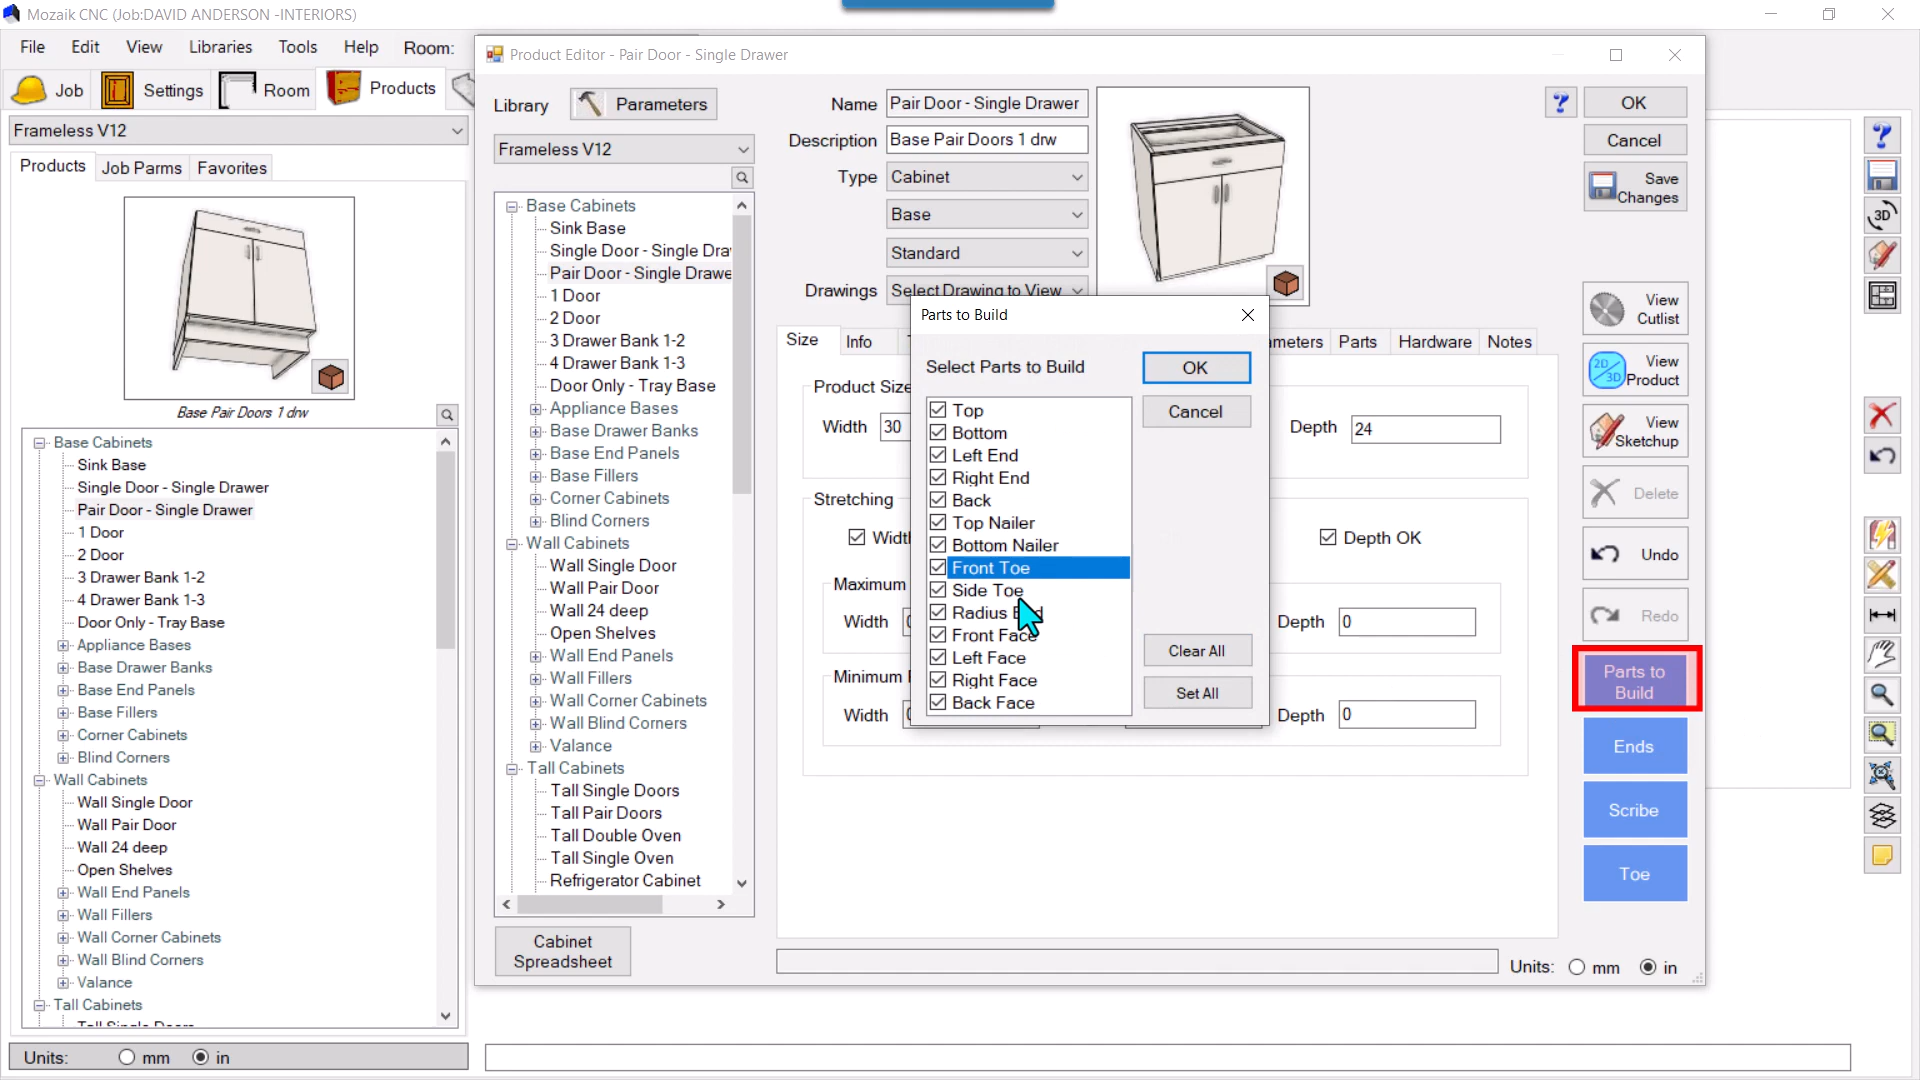 Mozaik CNC (Job:DAVID ANDERSON -INTERIORS)
File Edit View Libraries Tools Help Room:
Job Settings Room Products
Frameless V12
Products Job Parms Favorites
Base Pair Doors 1 drw
Base Cabinets
Sink Base
Single Door - Single Drawer
Pair Door - Single Drawer
1 Door
2 Door
3 Drawer Bank 1-2
4 Drawer Bank 1-3
Door Only - Tray Base
Appliance Bases
Base Drawer Banks
Base End Panels
Base Fillers
Corner Cabinets
Blind Corners
Wall Cabinets
Wall Single Door
Wall Pair Door
Wall 24 deep
Open Shelves
Wall End Panels
Wall Fillers
Wall Corner Cabinets
Wall Blind Corners
Valance
Tall Cabinets
Units: mm in
Product Editor - Pair Door - Single Drawer
Library Parameters
Frameless V12
Base Cabinets
Sink Base
Single Door - Single Dra
Pair Door - Single Drawe
1 Door
2 Door
3 Drawer Bank 1-2
4 Drawer Bank 1-3
Door Only - Tray Base
Appliance Bases
Base Drawer Banks
Base End Panels
Base Fillers
Corner Cabinets
Blind Corners
Wall Cabinets
Wall Single Door
Wall Pair Door
Wall 24 deep
Open Shelves
Wall End Panels
Wall Fillers
Wall Corner Cabinets
Wall Blind Corners
Valance
Tall Cabinets
Tall Single Doors
Tall Pair Doors
Tall Double Oven
Tall Single Oven
Refrigerator Cabinet
Cabinet
Spreadsheet
Name Pair Door - Single Drawer
Description Base Pair Doors 1 drw
Type Cabinet
Base
Standard
Drawings Select Drawing to View
Size Info
Parts Hardware Notes
Product Size
Width 30
Depth 24
Stretching
Depth OK
Maximum
Width
Depth 0
Minimum
Width
Depth 0
Units: mm in
Parts to Build
Select Parts to Build
OK
Cancel
Top
Bottom
Left End
Right End
Back
Top Nailer
Bottom Nailer
Front Toe
Side Toe
Radius
Front Face
Left Face
Right Face
Back Face
Clear All
Set All
? OK
Cancel
Save
Changes
View
Cutlist
2D/3D View
Product
View
Sketchup
Delete
Undo
Redo
Parts to
Build
Ends
Scribe
Toe
?
3D